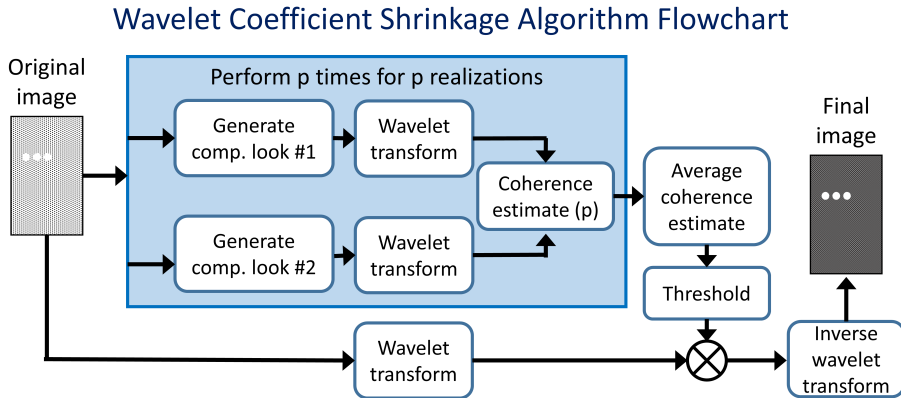 Wavelet Coefficient Shrinkage Algorithm Flowchart
Original
image
Perform p times for p realizations
Generate
comp. look #1
Wavelet
transform
Coherence
estimate (p)
Generate
comp. look #2
Wavelet
transform
Average
coherence
estimate
Threshold
Wavelet
transform
Inverse
wavelet
transform
Final
image